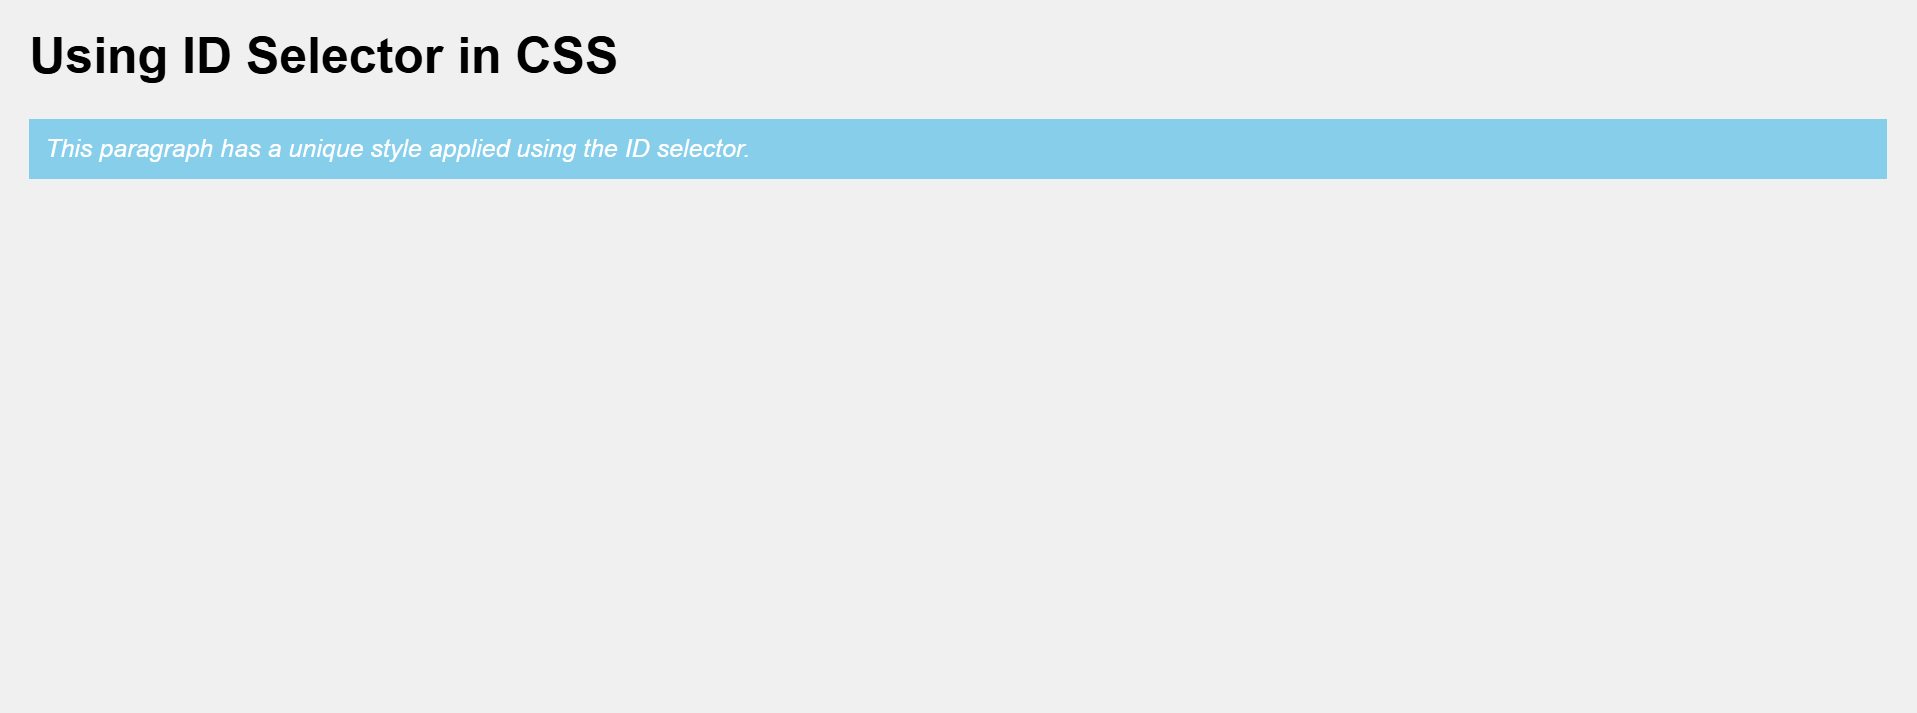 Using ID Selector in CSS
This paragraph has a unique style applied using the ID selector.